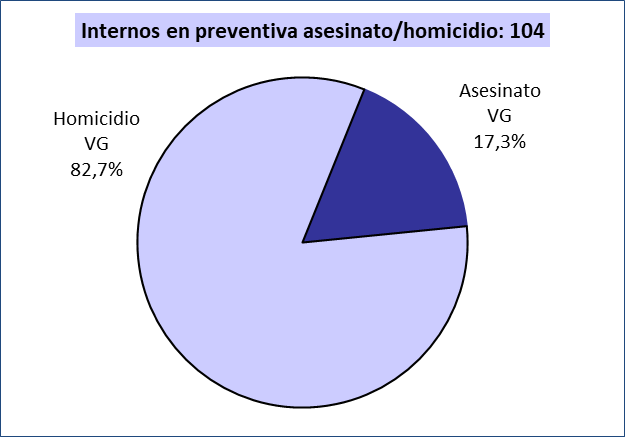 Internos en preventiva asesinato/homicidio: 104
Homicidio
VG
82,7%
Asesinato
VG
17,3%